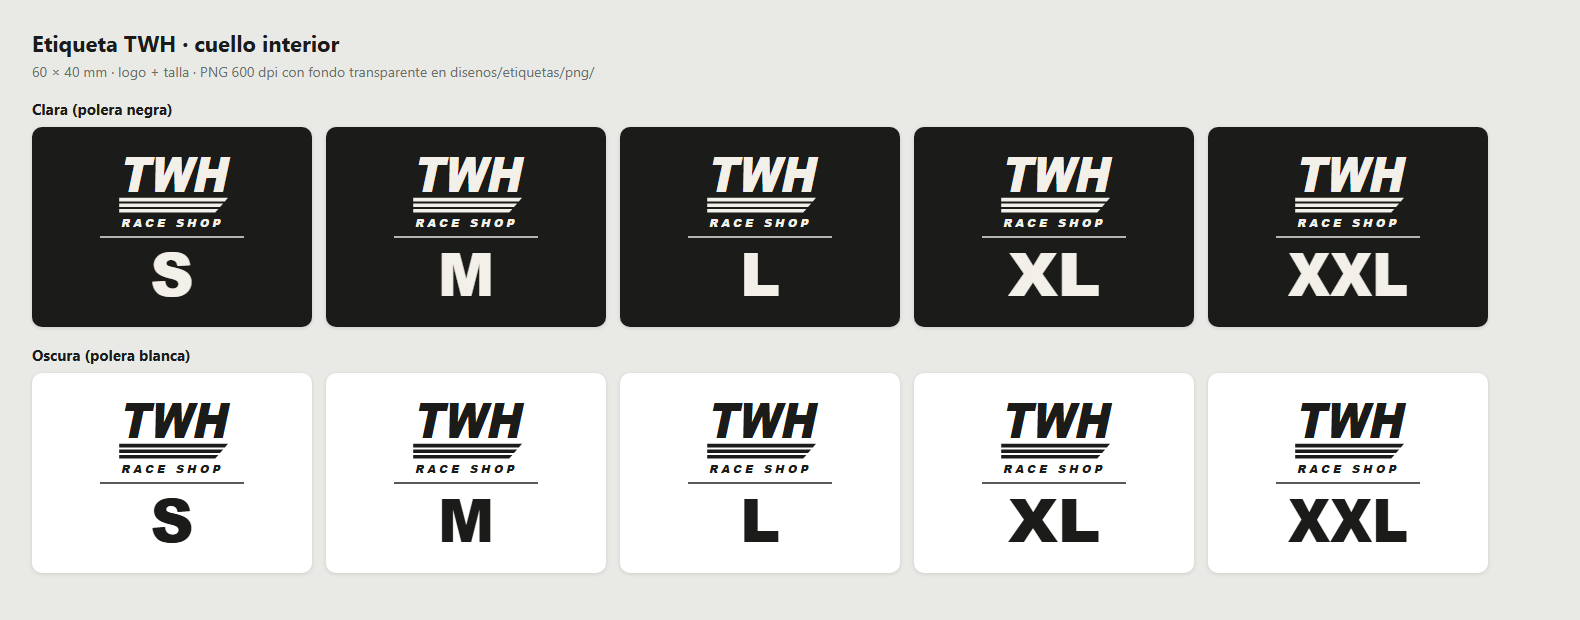 Etiqueta TWH · cuello interior
60 × 40 mm · logo + talla · PNG 600 dpi con fondo transparente en disenos/etiquetas/png/
Clara (polera negra)
TWH TWH TWH TWH TWH
RACE SHOP RACE SHOP RACE SHOP RACE SHOP RACE SHOP
S M L XL XXL
Oscura (polera blanca)
TWH TWH TWH TWH TWH
RACE SHOP RACE SHOP RACE SHOP RACE SHOP RACE SHOP
S M L XL XXL